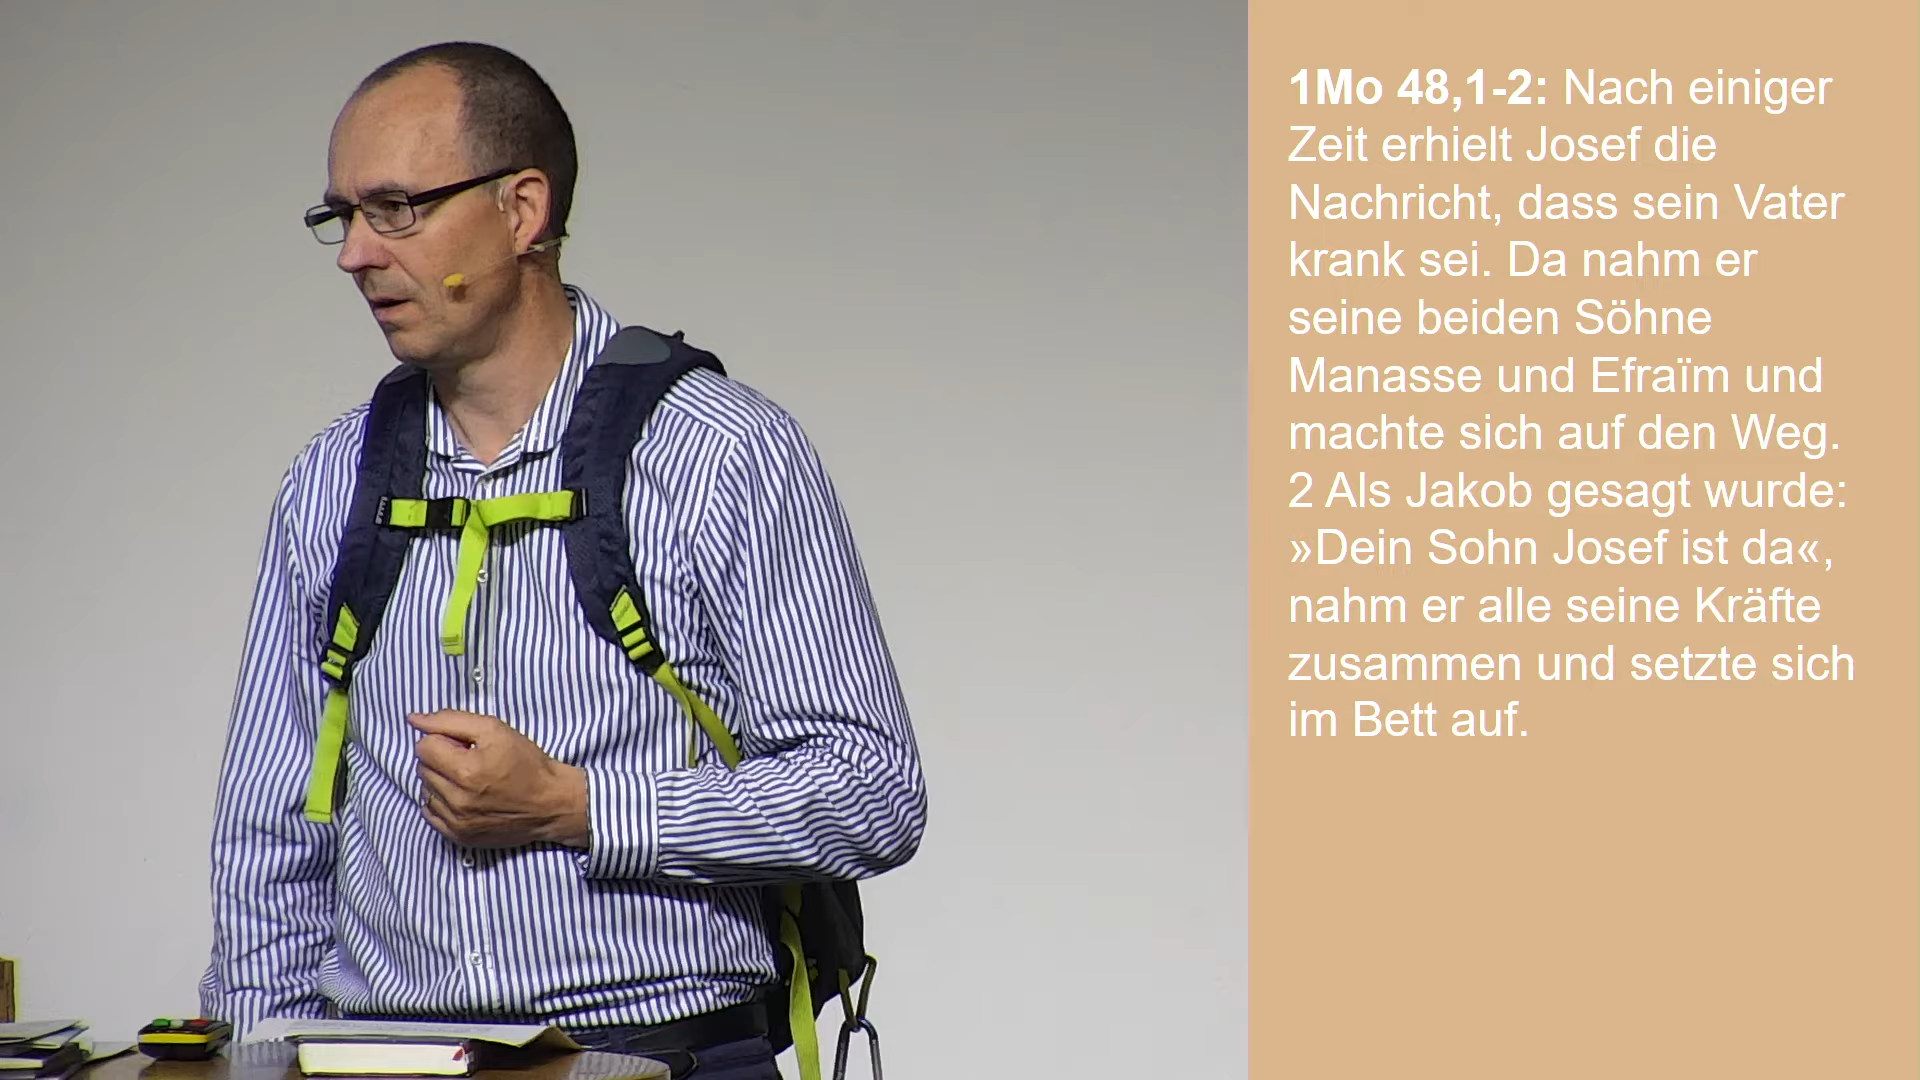 1Mo 48,1-2: Nach einiger
Zeit erhielt Josef die
Nachricht, dass sein Vater
krank sei. Da nahm er
seine beiden Söhne
Manasse und Efraïm und
machte sich auf den Weg.
2 Als Jakob gesagt wurde:
»Dein Sohn Josef ist da«,
nahm er alle seine Kräfte
zusammen und setzte sich
im Bett auf.